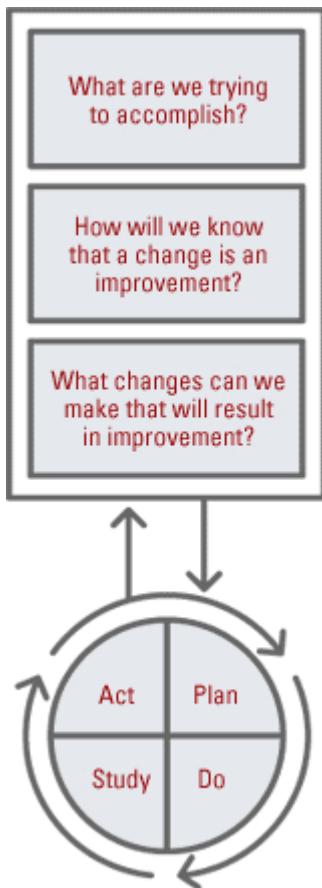 What are we trying
to accomplish?
How will we know
that a change is an
improvement?
What changes can we
make that will result
in improvement?
Act
Plan
Study
Do